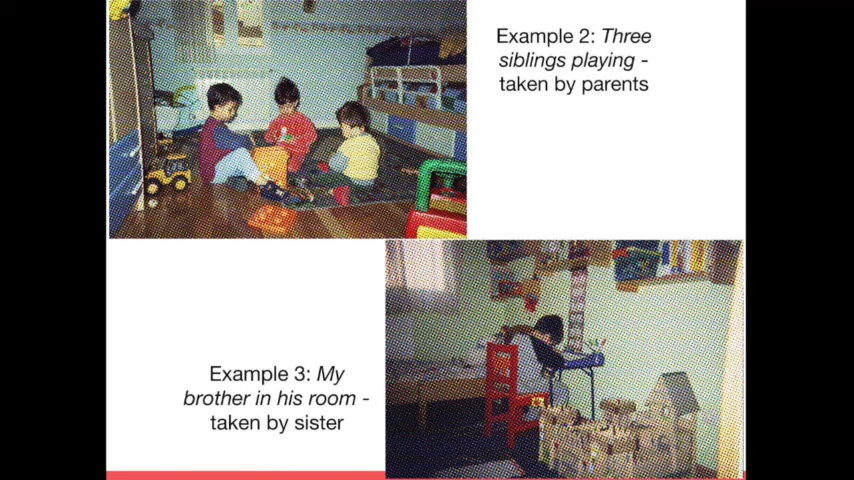 Example 2: Three
siblings playing -
taken by parents
Example 3: My
brother in his room -
taken by sister